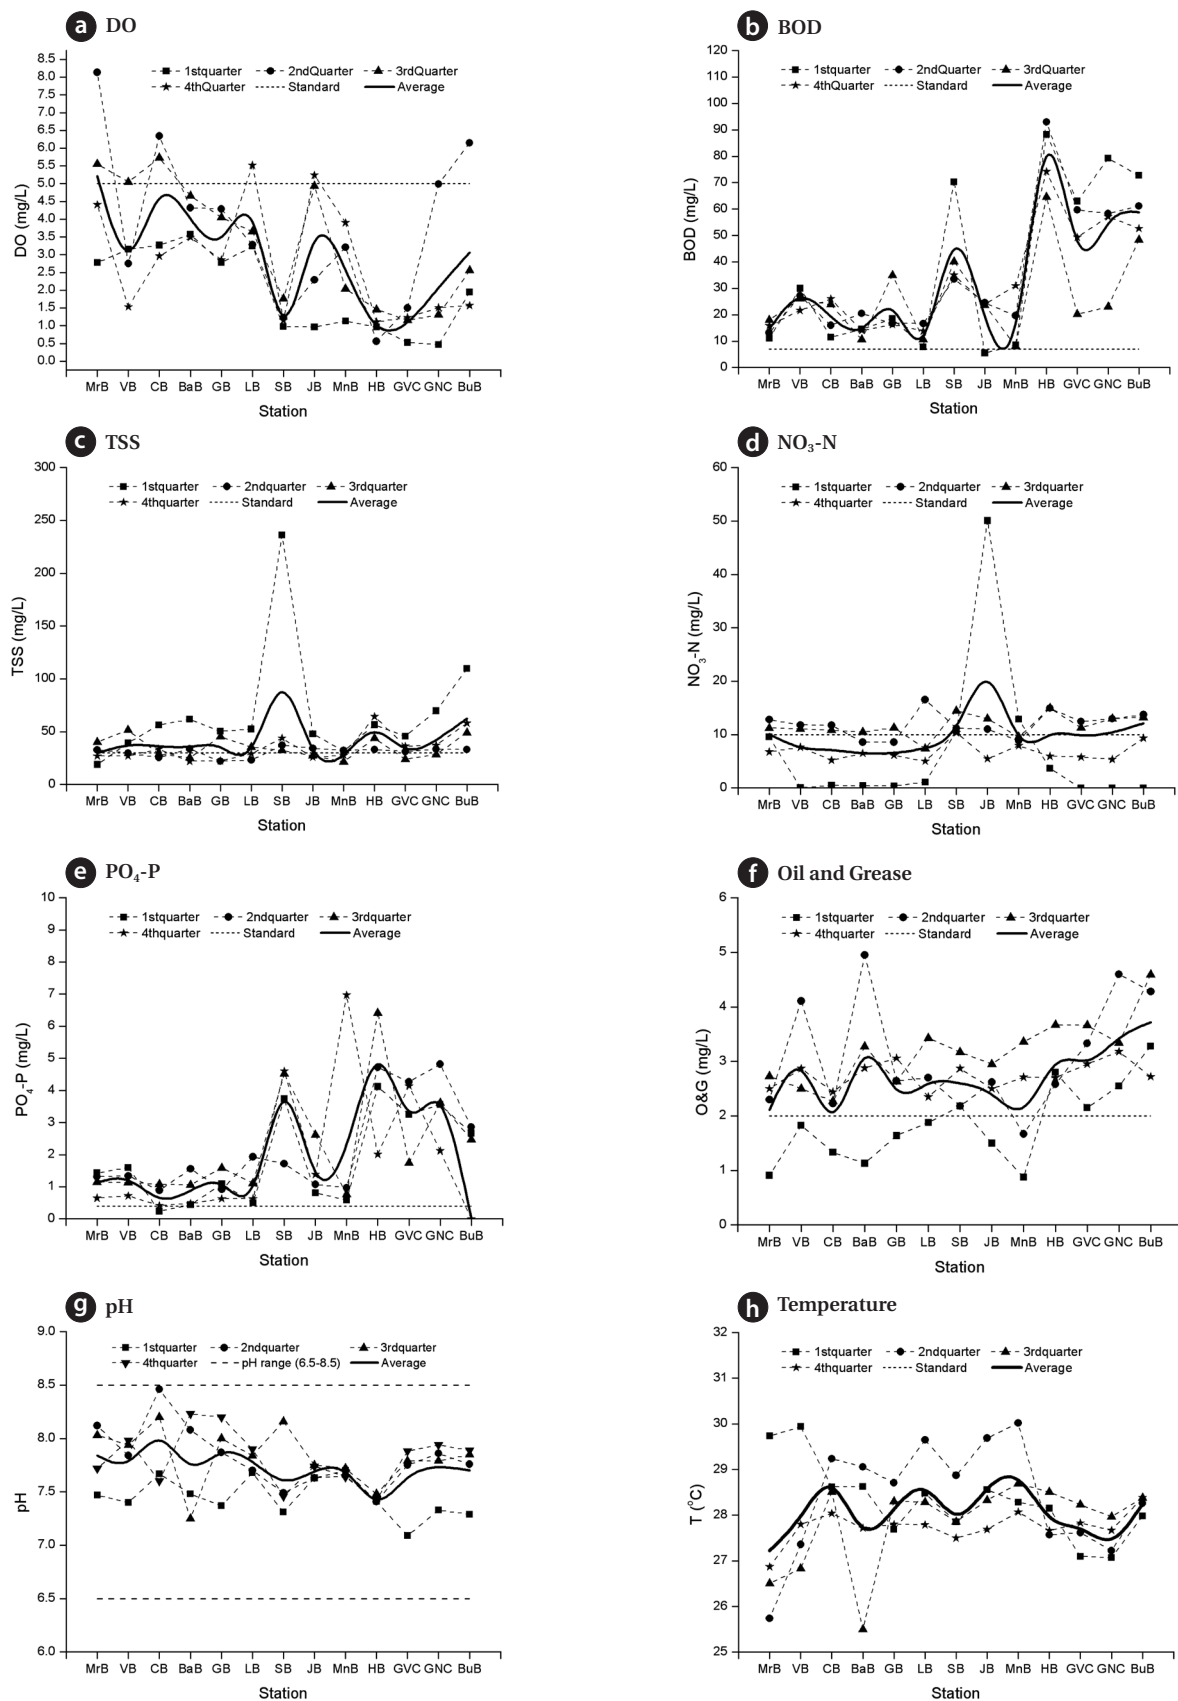 a DO
8.5
8.0
7.5
7.0
6.5
6.0
5.5
5.0
4.5
4.0
3.5
3.0
2.5
2.0
1.5
1.0
0.5
0.0
DO (mg/L)
1stquarter 2ndQuarter 3rdQuarter
4thQuarter Standard Average
MrB VB CB BaB GB LB SB JB MnB HB GVC GNC BuB
Station
b BOD
120
110
100
90
80
70
60
50
40
30
20
10
0
BOD (mg/L)
1stquarter 2ndQuarter 3rdQuarter
4thQuarter Standard Average
MrB VB CB BaB GB LB SB JB MnB HB GVC GNC BuB
Station
c TSS
300
250
200
150
100
50
0
TSS (mg/L)
1stquarter 2ndquarter 3rdquarter
4thquarter Standard Average
MrB VB CB BaB GB LB SB JB MnB HB GVC GNC BuB
Station
d NO₃-N
60
50
40
30
20
10
0
NO₃-N (mg/L)
1stquarter 2ndquarter 3rdquarter
4thquarter Standard Average
MrB VB CB BaB GB LB SB JB MnB HB GVC GNC BuB
Station
e PO₄-P
10
9
8
7
6
5
4
3
2
1
0
PO₄-P (mg/L)
1stquarter 2ndquarter 3rdquarter
4thquarter Standard Average
MrB VB CB BaB GB LB SB JB MnB HB GVC GNC BuB
Station
f Oil and Grease
6
5
4
3
2
1
0
O&G (mg/L)
1stquarter 2ndquarter 3rdquarter
4thquarter Standard Average
MrB VB CB BaB GB LB SB JB MnB HB GVC GNC BuB
Station
g pH
9.0
8.5
8.0
7.5
7.0
6.5
6.0
pH
1stquarter 2ndquarter 3rdquarter
4thquarter pH range (6.5-8.5) Average
MrB VB CB BaB GB LB SB JB MnB HB GVC GNC BuB
Station
h Temperature
32
31
30
29
28
27
26
25
T (°C)
1stquarter 2ndquarter 3rdquarter
4thquarter Standard Average
MrB VB CB BaB GB LB SB JB MnB HB GVC GNC BuB
Station